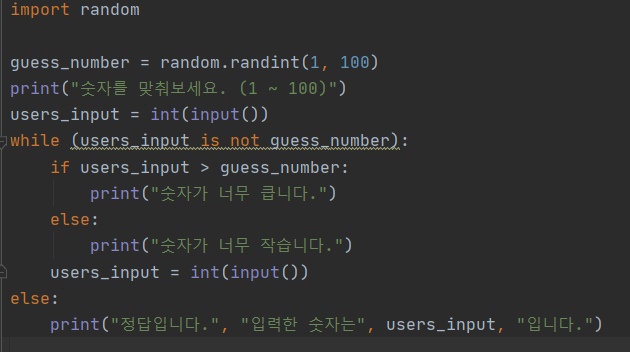 import random
guess_number = random.randint(1, 100)
print("숫자를 맞춰보세요. (1 ~ 100)")
users_input = int(input())
while (users_input is not guess_number):
    if users_input > guess_number:
        print("숫자가 너무 큽니다.")
    else:
        print("숫자가 너무 작습니다.")
    users_input = int(input())
else:
    print("정답입니다.", "입력한 숫자는", users_input, "입니다.")